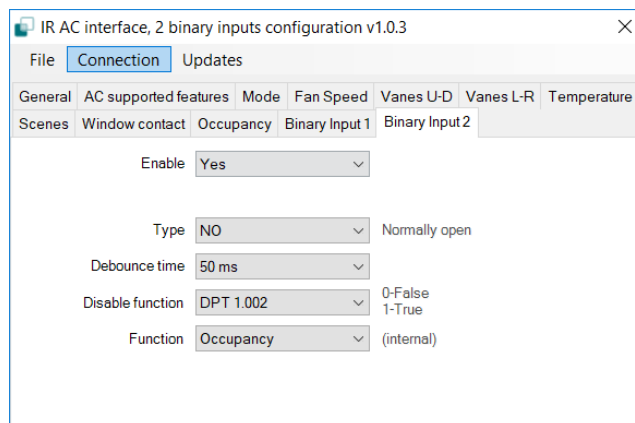 IR AC interface, 2 binary inputs configuration v1.0.3
File Connection Updates
General AC supported features Mode Fan Speed Vanes U-D Vanes L-R Temperature
Scenes Window contact Occupancy Binary Input 1 Binary Input 2
Enable Yes
Type NO Normally open
Debounce time 50 ms
Disable function DPT 1.002 0-False
1-True
Function Occupancy (internal)